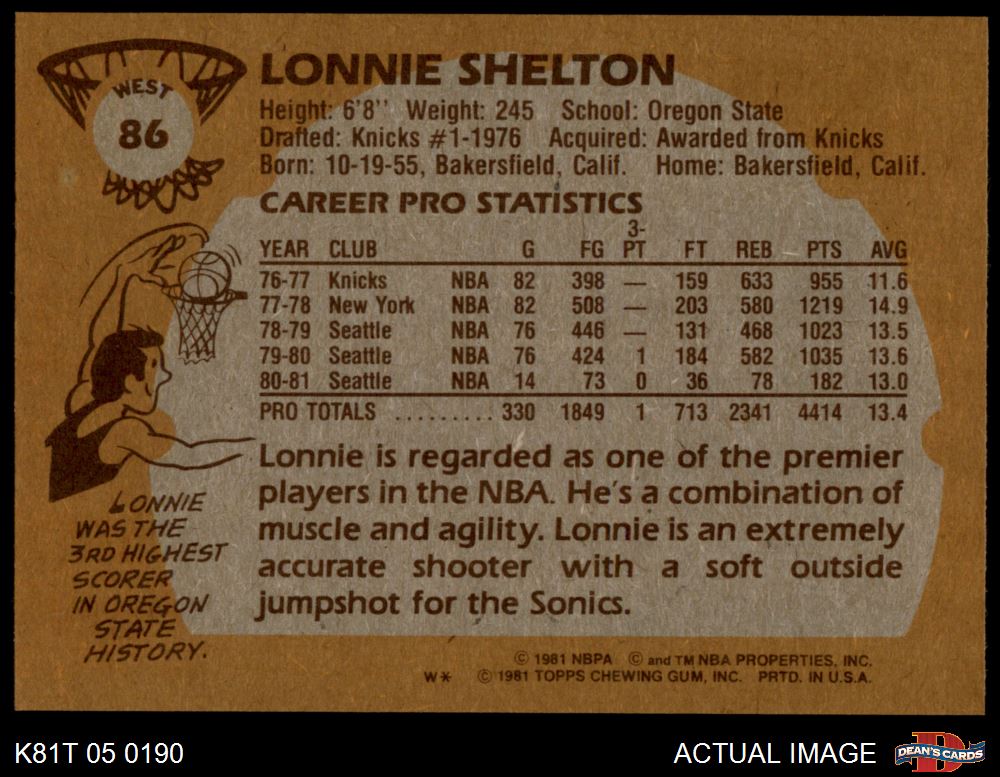 WEST
86
LONNIE SHELTON
Height: 6'8'' Weight: 245 School: Oregon State
Drafted: Knicks #1-1976 Acquired: Awarded from Knicks
Born: 10-19-55, Bakersfield, Calif. Home: Bakersfield, Calif.
CAREER PRO STATISTICS
YEAR CLUB G FG 3-PT FT REB PTS AVG
76-77 Knicks NBA 82 398 — 159 633 955 11.6
77-78 New York NBA 82 508 — 203 580 1219 14.9
78-79 Seattle NBA 76 446 — 131 468 1023 13.5
79-80 Seattle NBA 76 424 1 184 582 1035 13.6
80-81 Seattle NBA 14 73 0 36 78 182 13.0
PRO TOTALS .......... 330 1849 1 713 2341 4414 13.4
Lonnie is regarded as one of the premier
players in the NBA. He's a combination of
muscle and agility. Lonnie is an extremely
accurate shooter with a soft outside
jumpshot for the Sonics.
LONNIE
WAS THE
3RD HIGHEST
SCORER
IN OREGON
STATE
HISTORY.
© 1981 NBPA © and TM NBA PROPERTIES, INC.
W* © 1981 TOPPS CHEWING GUM, INC. PRTD. IN U.S.A.
K81T 05 0190
ACTUAL IMAGE
D
DEAN'S CARDS